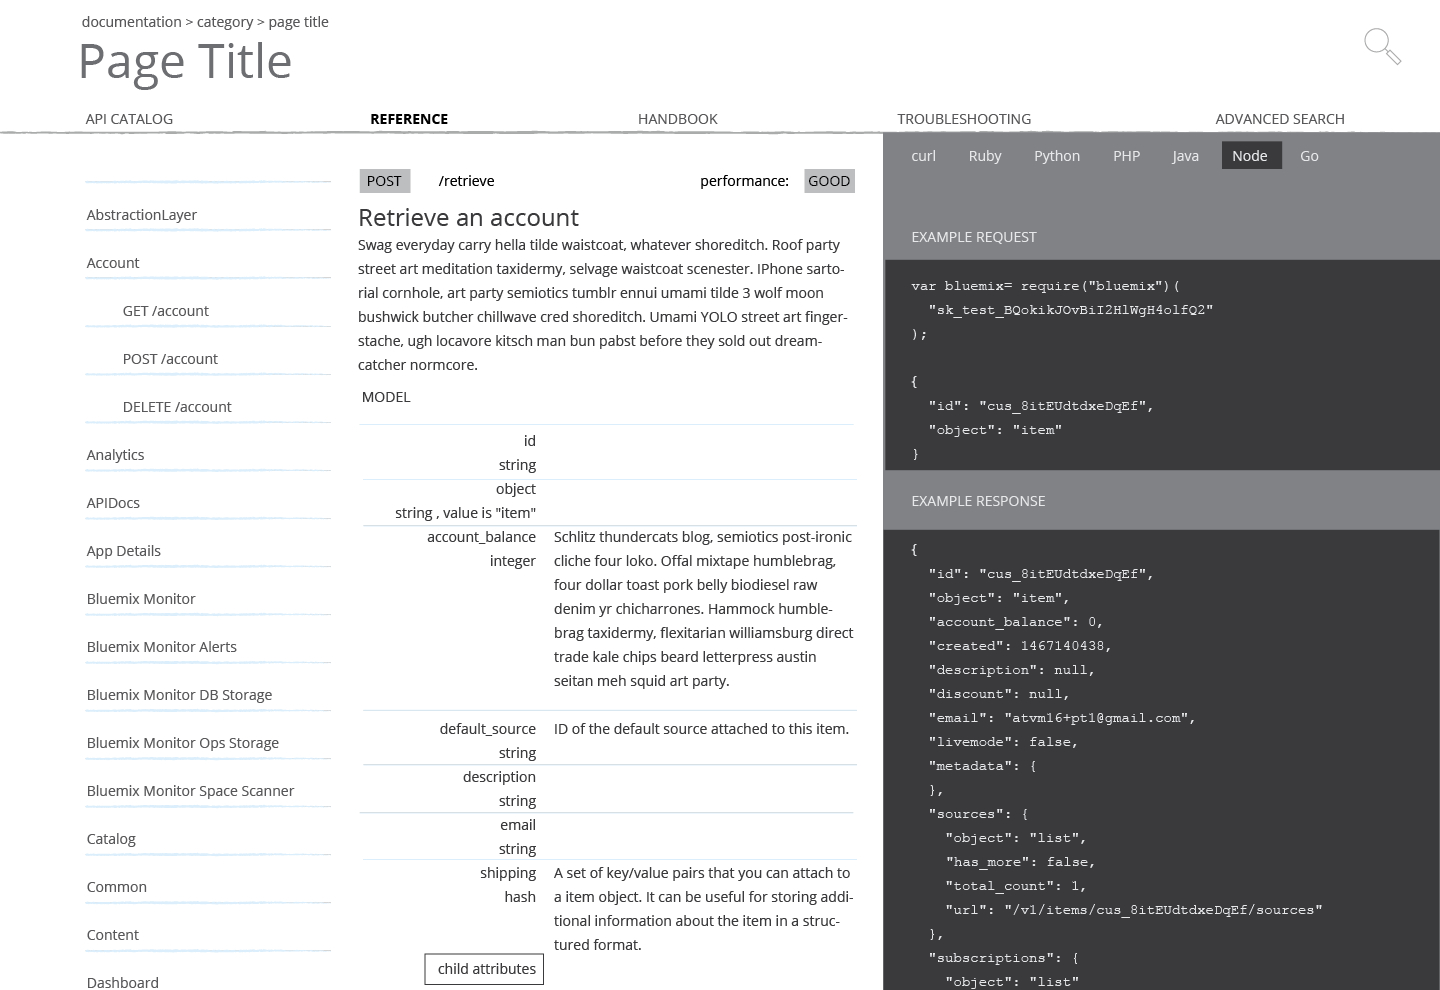 documentation > category > page title
Page Title
API CATALOG
REFERENCE
HANDBOOK
TROUBLESHOOTING
ADVANCED SEARCH
AbstractionLayer
Account
GET /account
POST /account
DELETE /account
Analytics
APIDocs
App Details
Bluemix Monitor
Bluemix Monitor Alerts
Bluemix Monitor DB Storage
Bluemix Monitor Ops Storage
Bluemix Monitor Space Scanner
Catalog
Common
Content
Dashboard
POST /retrieve performance: GOOD
Retrieve an account
Swag everyday carry hella tilde waistcoat, whatever shoreditch. Roof party
street art meditation taxidermy, selvage waistcoat scenester. IPhone sarto-
rial cornhole, art party semiotics tumblr ennui umami tilde 3 wolf moon
bushwick butcher chillwave cred shoreditch. Umami YOLO street art finger-
stache, ugh locavore kitsch man bun pabst before they sold out dream-
catcher normcore.
MODEL
id
string
object
string , value is "item"
account_balance
integer
Schlitz thundercats blog, semiotics post-ironic
cliche four loko. Offal mixtape humblebrag,
four dollar toast pork belly biodiesel raw
denim yr chicharrones. Hammock humble-
brag taxidermy, flexitarian williamsburg direct
trade kale chips beard letterpress austin
seitan meh squid art party.
default_source
string
ID of the default source attached to this item.
description
string
email
string
shipping
hash
A set of key/value pairs that you can attach to
a item object. It can be useful for storing addi-
tional information about the item in a struc-
tured format.
child attributes
curl Ruby Python PHP Java Node Go
EXAMPLE REQUEST
var bluemix= require("bluemix")(
"sk_test_BQokikJOvBiI2HlWgH4olfQ2"
);
{
"id": "cus_8itEUdtdxeDqEf",
"object": "item"
}
EXAMPLE RESPONSE
{
"id": "cus_8itEUdtdxeDqEf",
"object": "item",
"account_balance": 0,
"created": 1467140438,
"description": null,
"discount": null,
"email": "atvm16+pt1@gmail.com",
"livemode": false,
"metadata": {
},
"sources": {
"object": "list",
"has_more": false,
"total_count": 1,
"url": "/v1/items/cus_8itEUdtdxeDqEf/sources"
},
"subscriptions": {
"object": "list"